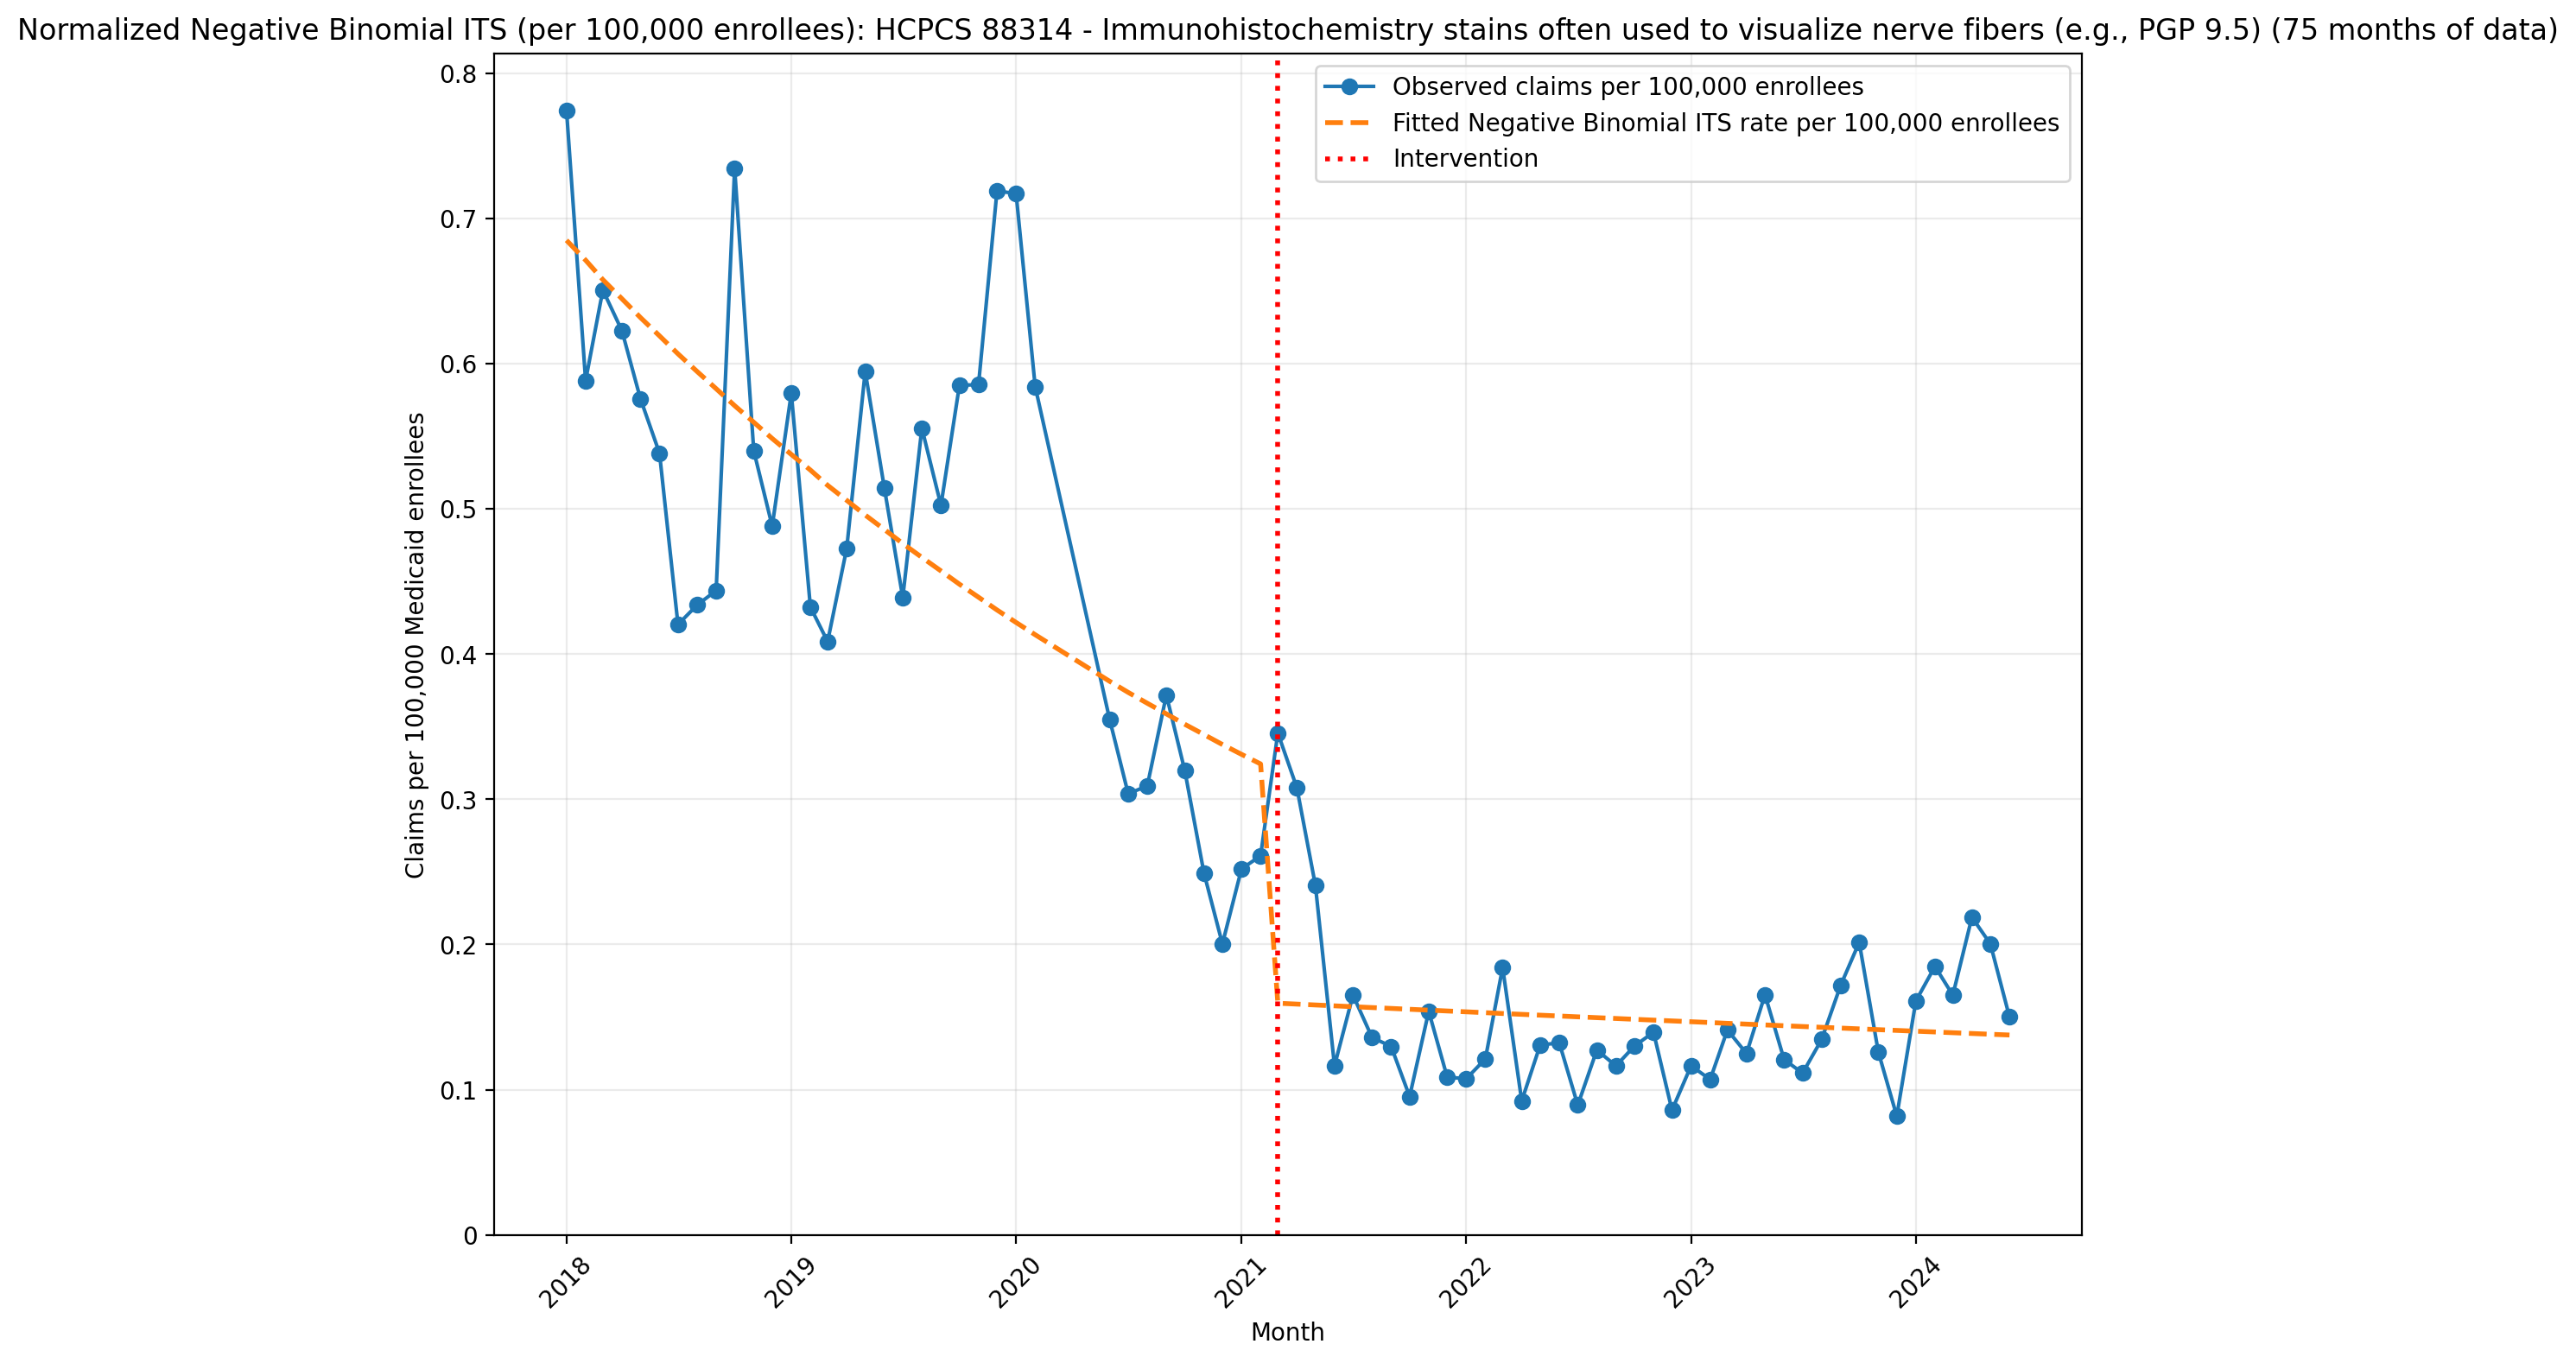 Normalized Negative Binomial ITS (per 100,000 enrollees): HCPCS 88314 - Immunohistochemistry stains often used to visualize nerve fibers (e.g., PGP 9.5) (75 months of data)
Observed claims per 100,000 enrollees
Fitted Negative Binomial ITS rate per 100,000 enrollees
Intervention
Claims per 100,000 Medicaid enrollees
0.8
0.7
0.6
0.5
0.4
0.3
0.2
0.1
0
2018
2019
2020
2021
2022
2023
2024
Month